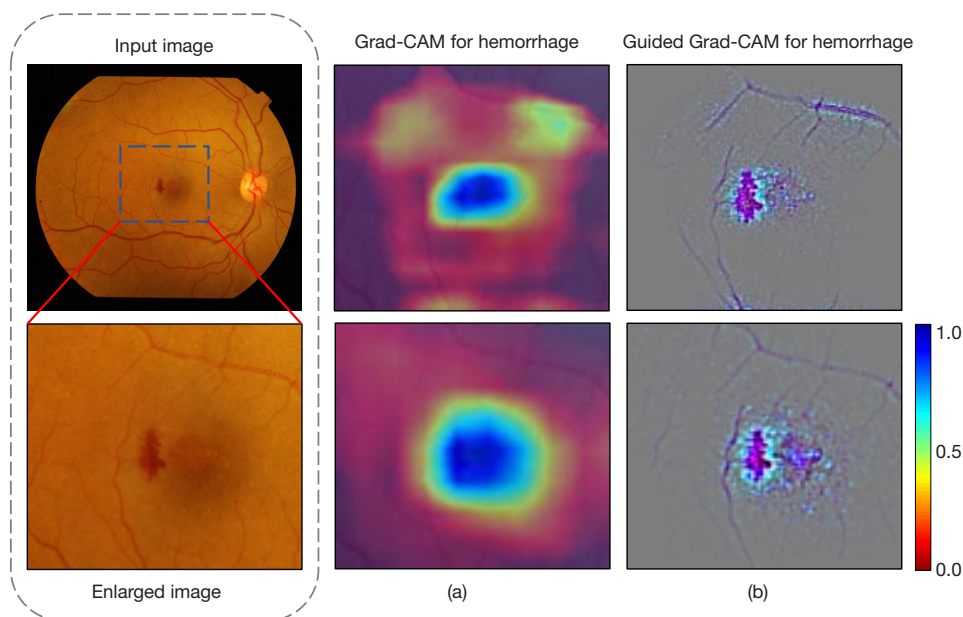 Input image
Grad-CAM for hemorrhage
Guided Grad-CAM for hemorrhage
1.0
0.5
0.0
Enlarged image
(a)
(b)